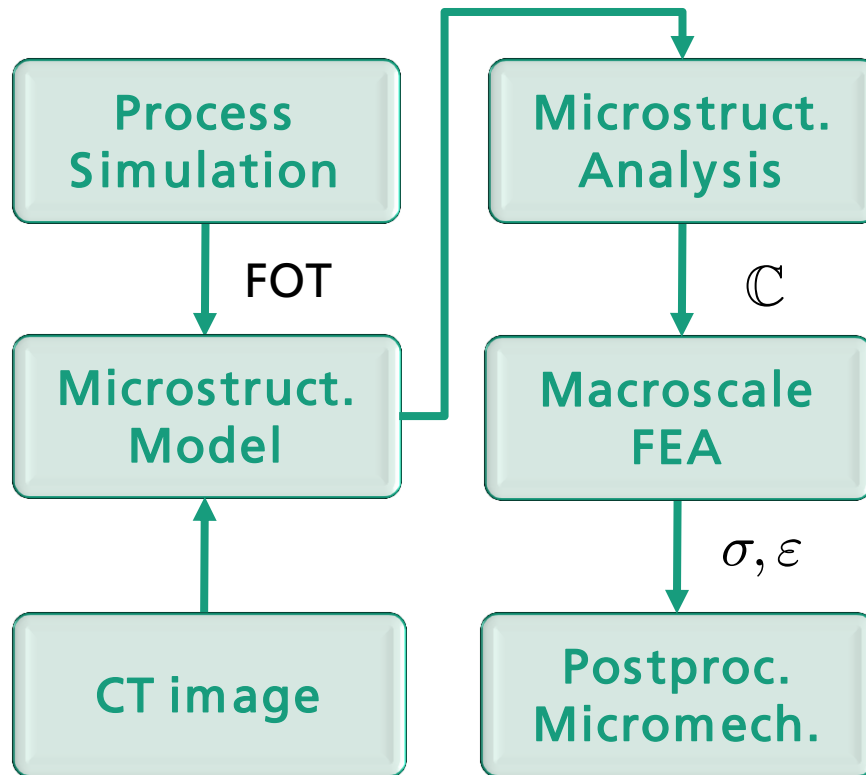 Process
Simulation
FOT
Microstruct.
Model
CT image
Microstruct.
Analysis
ℂ
Macroscale
FEA
σ, ε
Postproc.
Micromech.